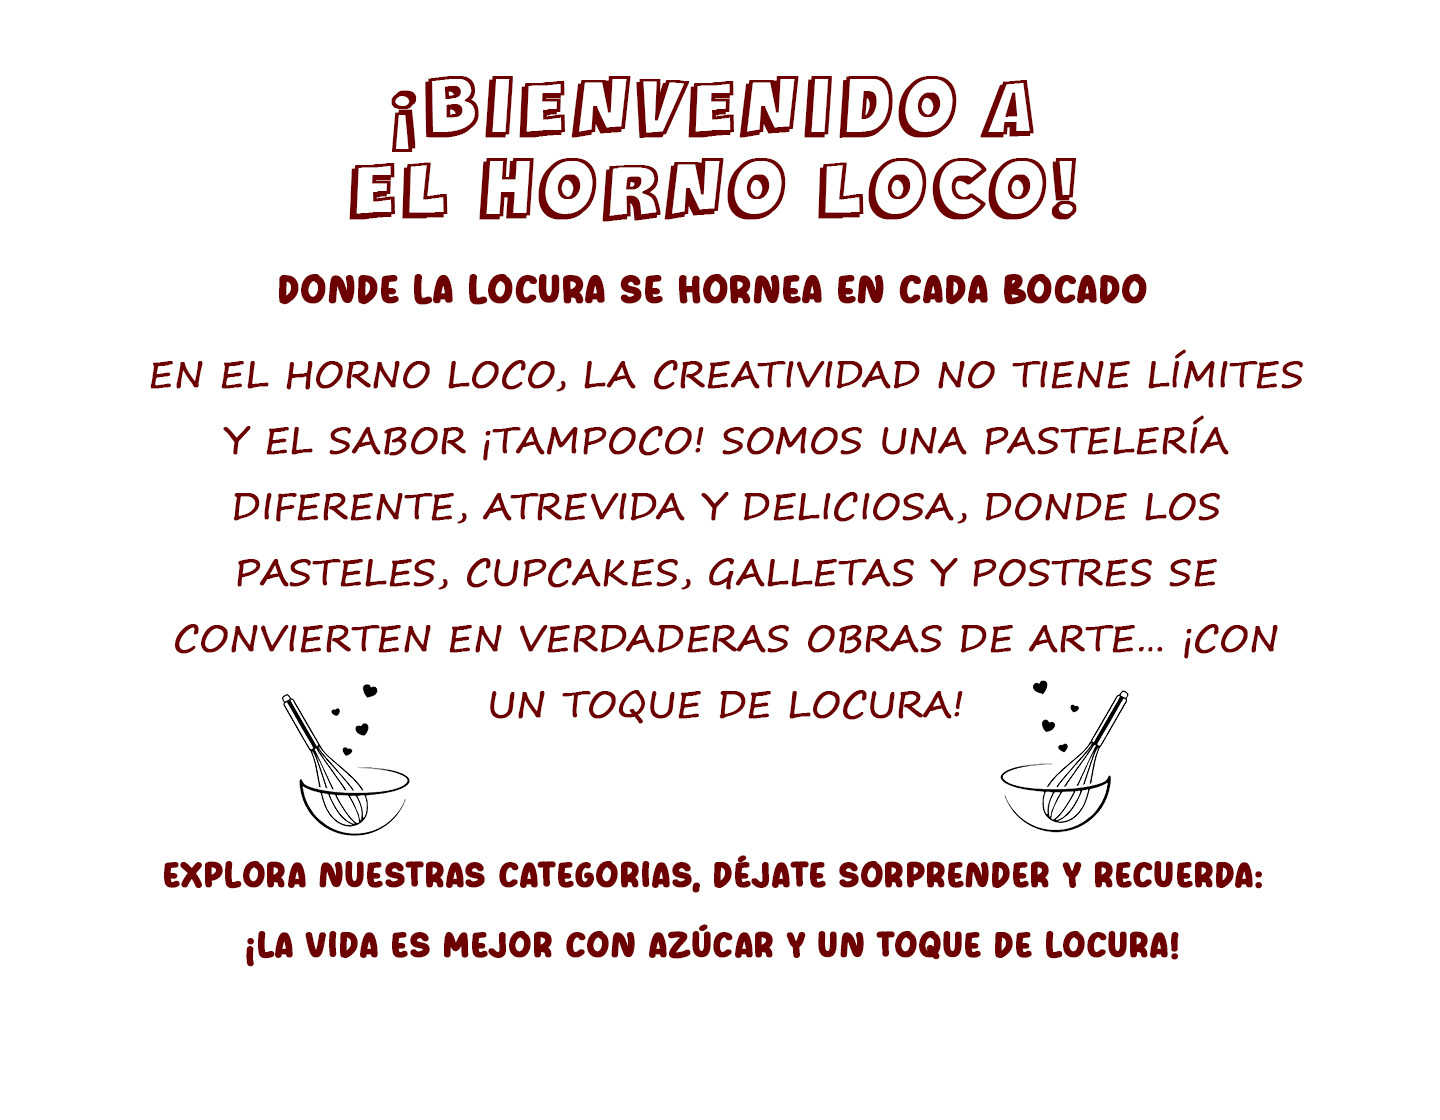 ¡BIENVENIDO A
EL HORNO LOCO!
DONDE LA LOCURA SE HORNEA EN CADA BOCADO
EN EL HORNO LOCO, LA CREATIVIDAD NO TIENE LÍMITES
Y EL SABOR ¡TAMPOCO! SOMOS UNA PASTELERÍA
DIFERENTE, ATREVIDA Y DELICIOSA, DONDE LOS
PASTELES, CUPCAKES, GALLETAS Y POSTRES SE
CONVIERTEN EN VERDADERAS OBRAS DE ARTE... ¡CON
UN TOQUE DE LOCURA!
EXPLORA NUESTRAS CATEGORIAS, DÉJATE SORPRENDER Y RECUERDA:
¡LA VIDA ES MEJOR CON AZÚCAR Y UN TOQUE DE LOCURA!